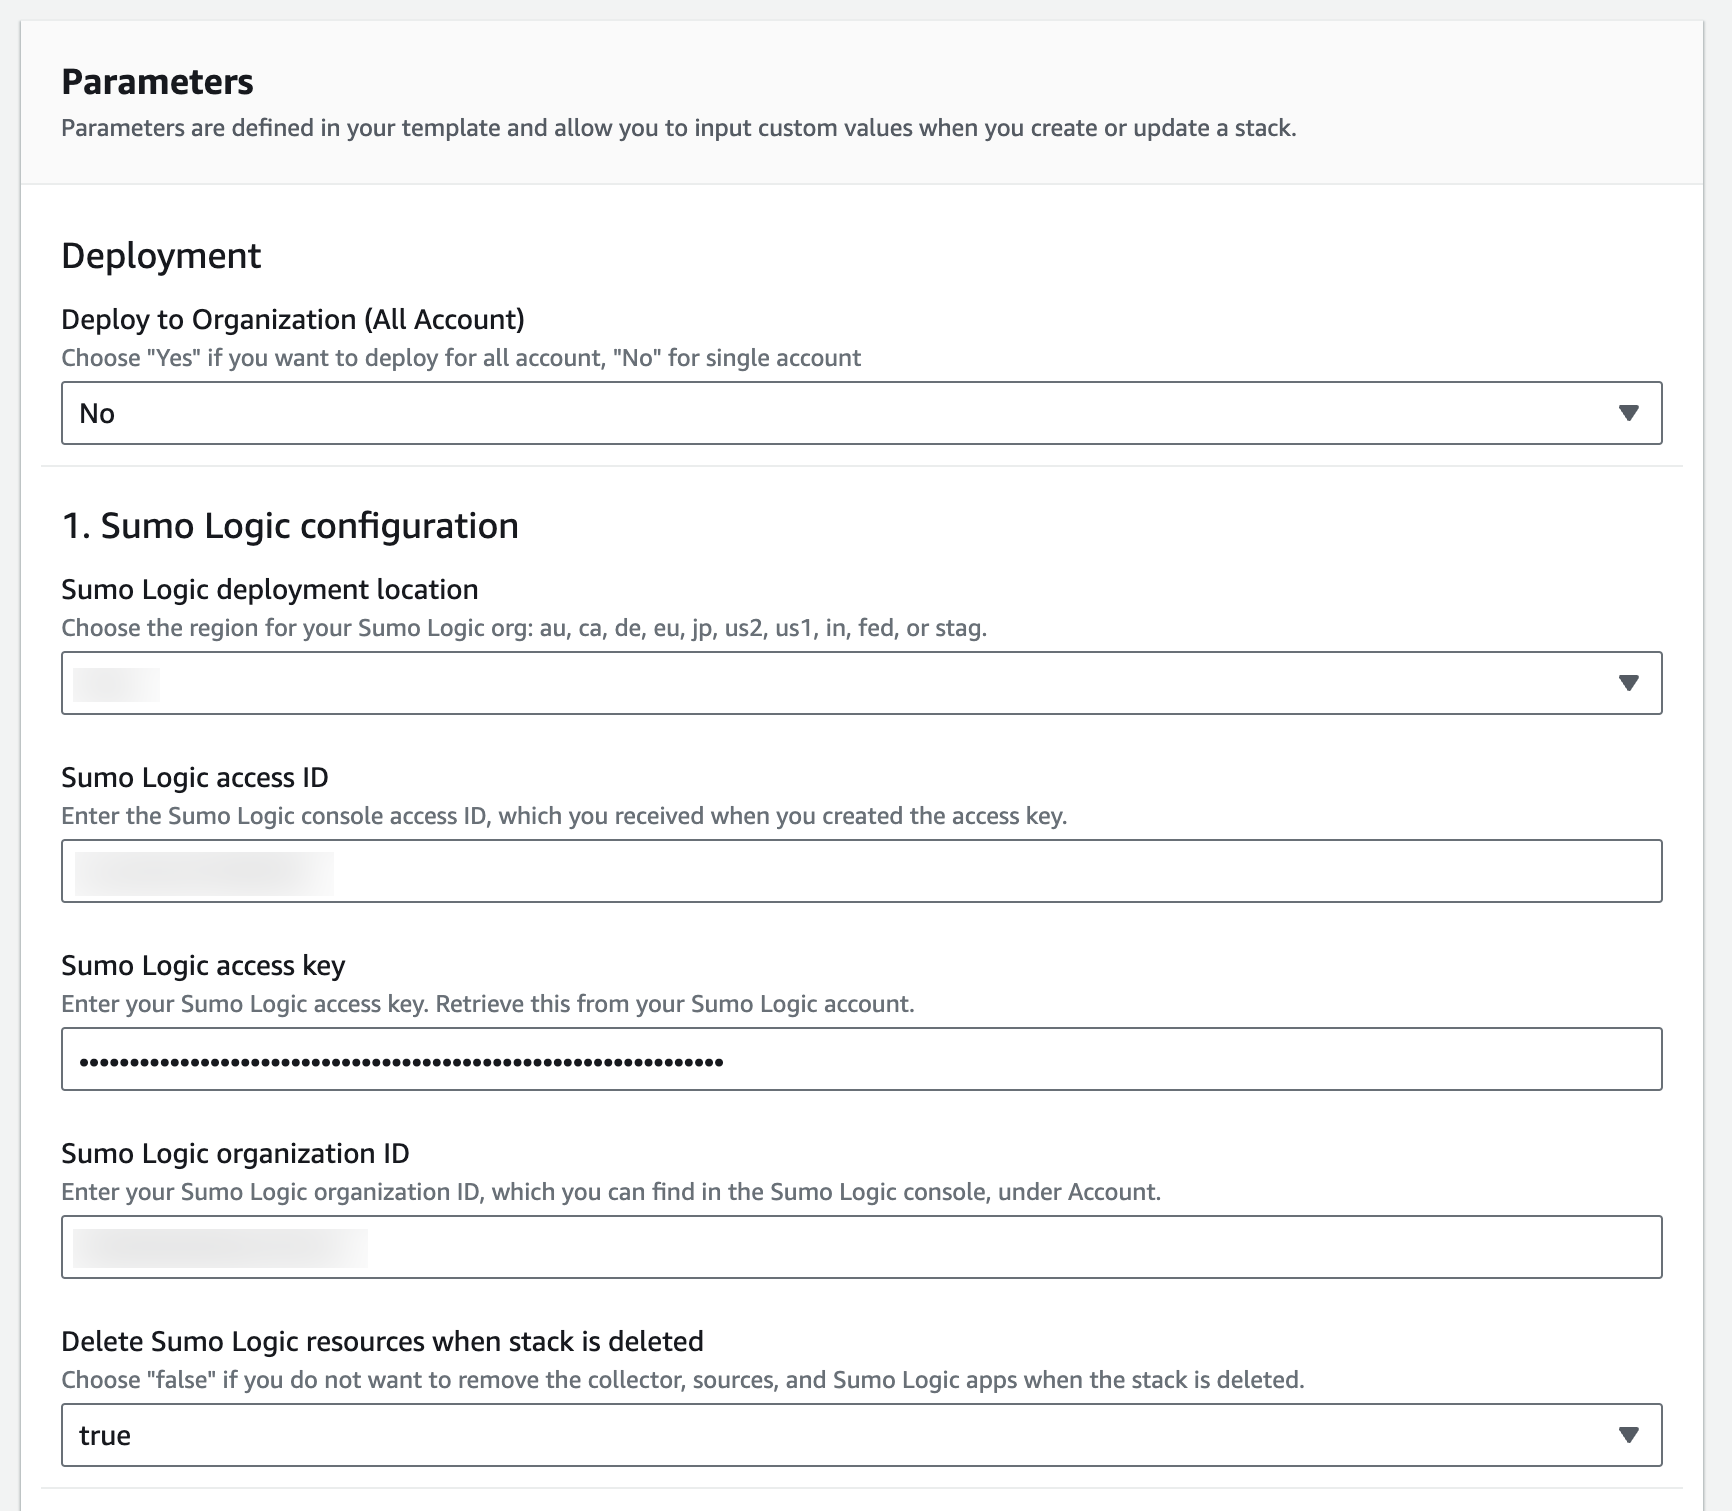 Parameters
Parameters are defined in your template and allow you to input custom values when you create or update a stack.
Deployment
Deploy to Organization (All Account)
Choose "Yes" if you want to deploy for all account, "No" for single account
No
1. Sumo Logic configuration
Sumo Logic deployment location
Choose the region for your Sumo Logic org: au, ca, de, eu, jp, us2, us1, in, fed, or stag.
Sumo Logic access ID
Enter the Sumo Logic console access ID, which you received when you created the access key.
Sumo Logic access key
Enter your Sumo Logic access key. Retrieve this from your Sumo Logic account.
Sumo Logic organization ID
Enter your Sumo Logic organization ID, which you can find in the Sumo Logic console, under Account.
Delete Sumo Logic resources when stack is deleted
Choose "false" if you do not want to remove the collector, sources, and Sumo Logic apps when the stack is deleted.
true